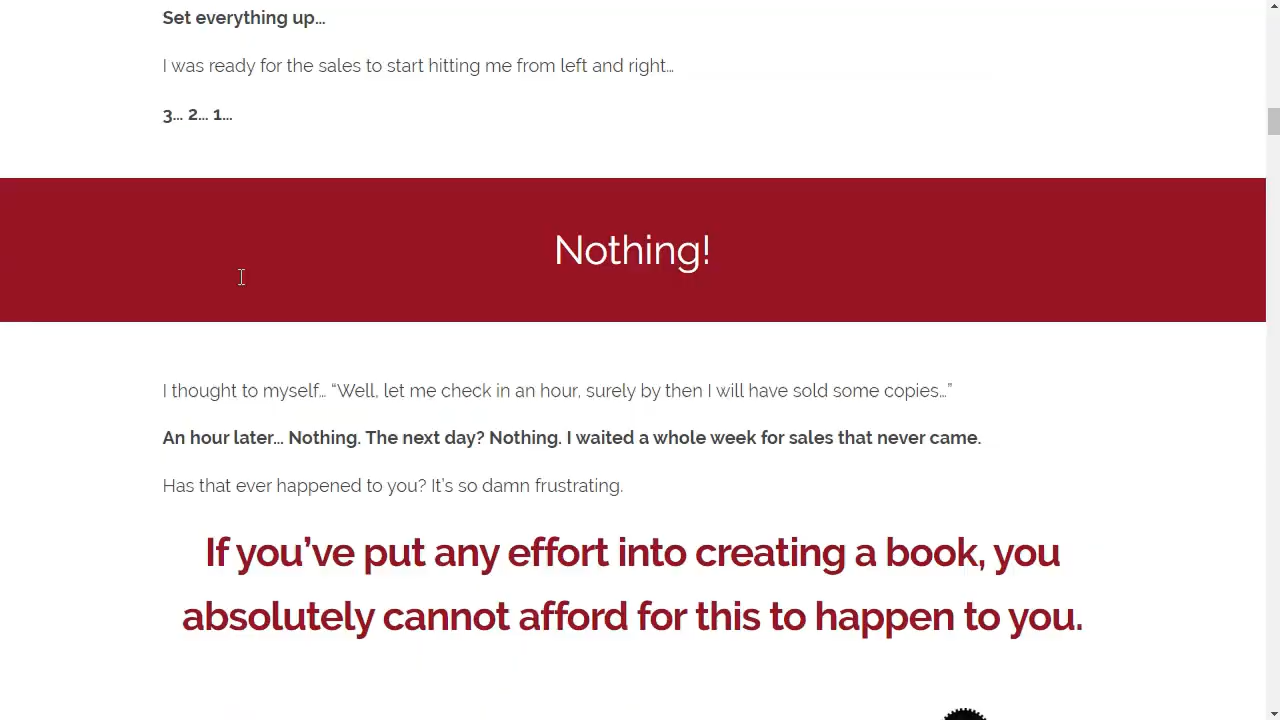 Set everything up…
I was ready for the sales to start hitting me from left and right…
3… 2… 1…
Nothing!
I thought to myself… “Well, let me check in an hour, surely by then I will have sold some copies…”
An hour later… Nothing. The next day? Nothing. I waited a whole week for sales that never came.
Has that ever happened to you? It’s so damn frustrating.
If you’ve put any effort into creating a book, you
absolutely cannot afford for this to happen to you.